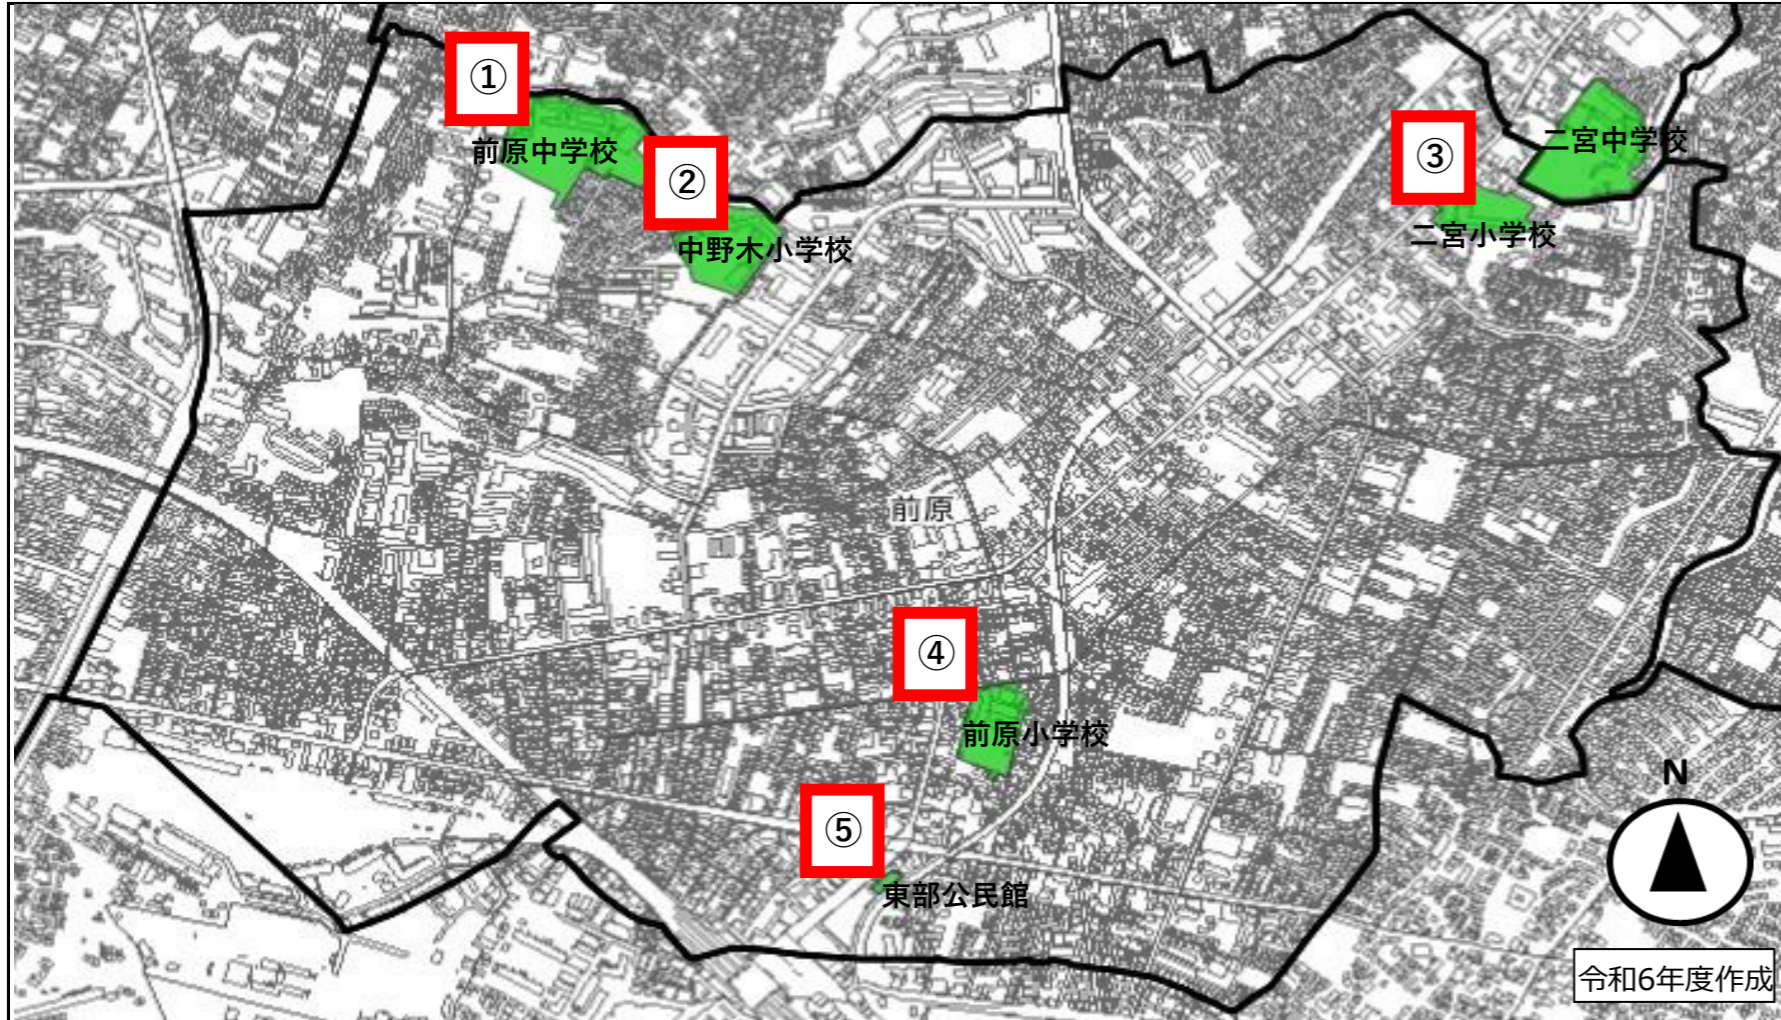 ①
前原中学校
②
中野木小学校
③
二宮中学校
二宮小学校
前原
④
前原小学校
⑤
東部公民館
N
令和6年度作成